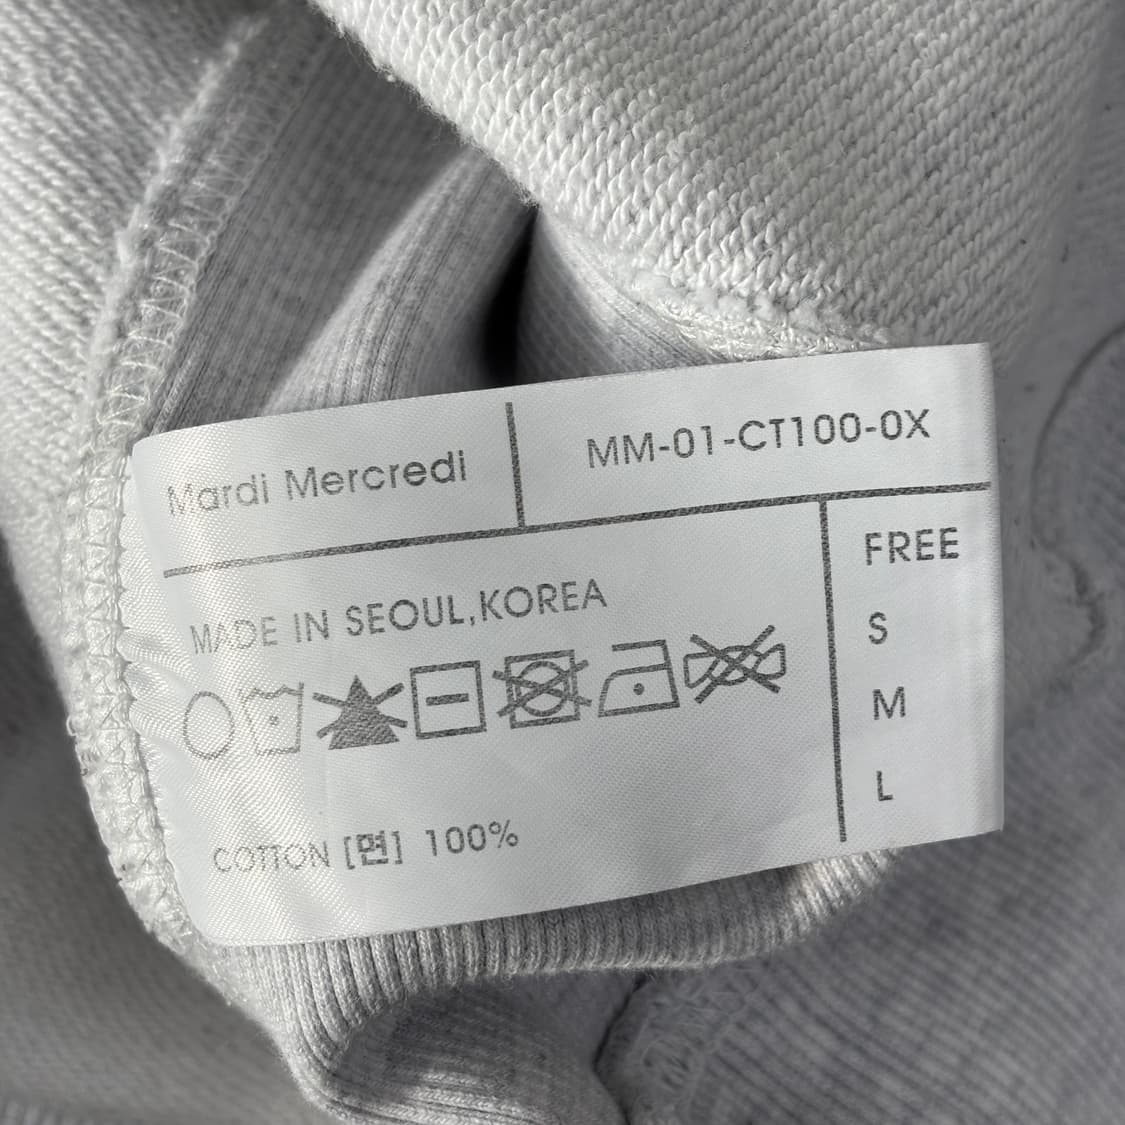 Mardi Mercredi
MM-01-CT100-0X
MADE IN SEOUL,KOREA
COTTON [면] 100%
FREE
S
M
L